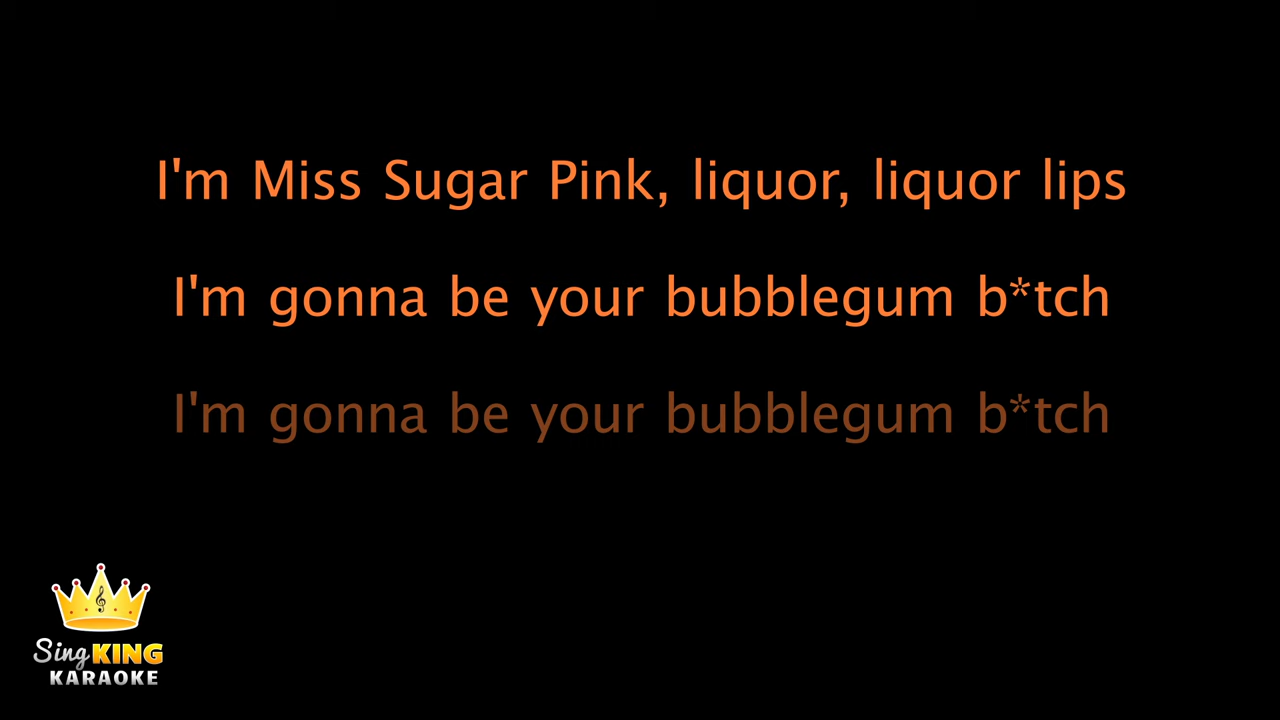 I'm Miss Sugar Pink, liquor, liquor lips
I'm gonna be your bubblegum b*tch
I'm gonna be your bubblegum b*tch
Sing KING
KARAOKE